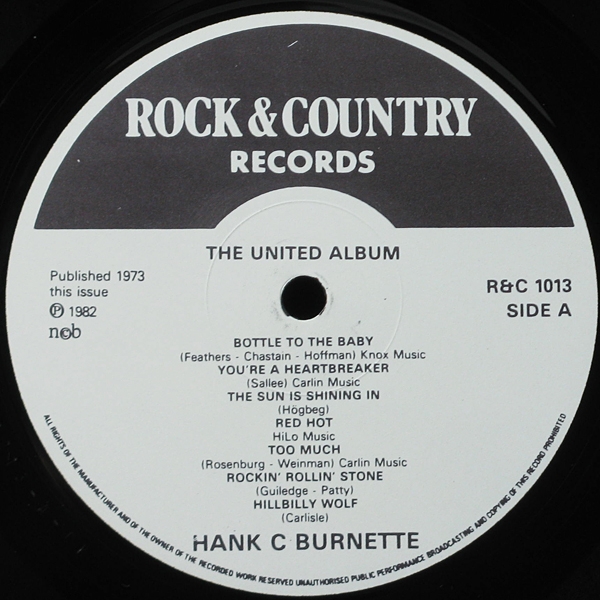 ROCK & COUNTRY
RECORDS
THE UNITED ALBUM
Published 1973
this issue
Ⓟ 1982
n©b
R&C 1013
SIDE A
BOTTLE TO THE BABY
(Feathers - Chastain - Hoffman) Knox Music
YOU'RE A HEARTBREAKER
(Sallee) Carlin Music
THE SUN IS SHINING IN
(Högbeg)
RED HOT
HiLo Music
TOO MUCH
(Rosenburg - Weinman) Carlin Music
ROCKIN' ROLLIN' STONE
(Guiledge - Patty)
HILLBILLY WOLF
(Carlisle)
HANK C BURNETTE
ALL RIGHTS OF THE MANUFACTURER AND OF THE OWNER OF THE RECORDED WORK RESERVED UNAUTHORISED PUBLIC PERFORMANCE BROADCASTING AND COPYING OF THIS RECORD PROHIBITED